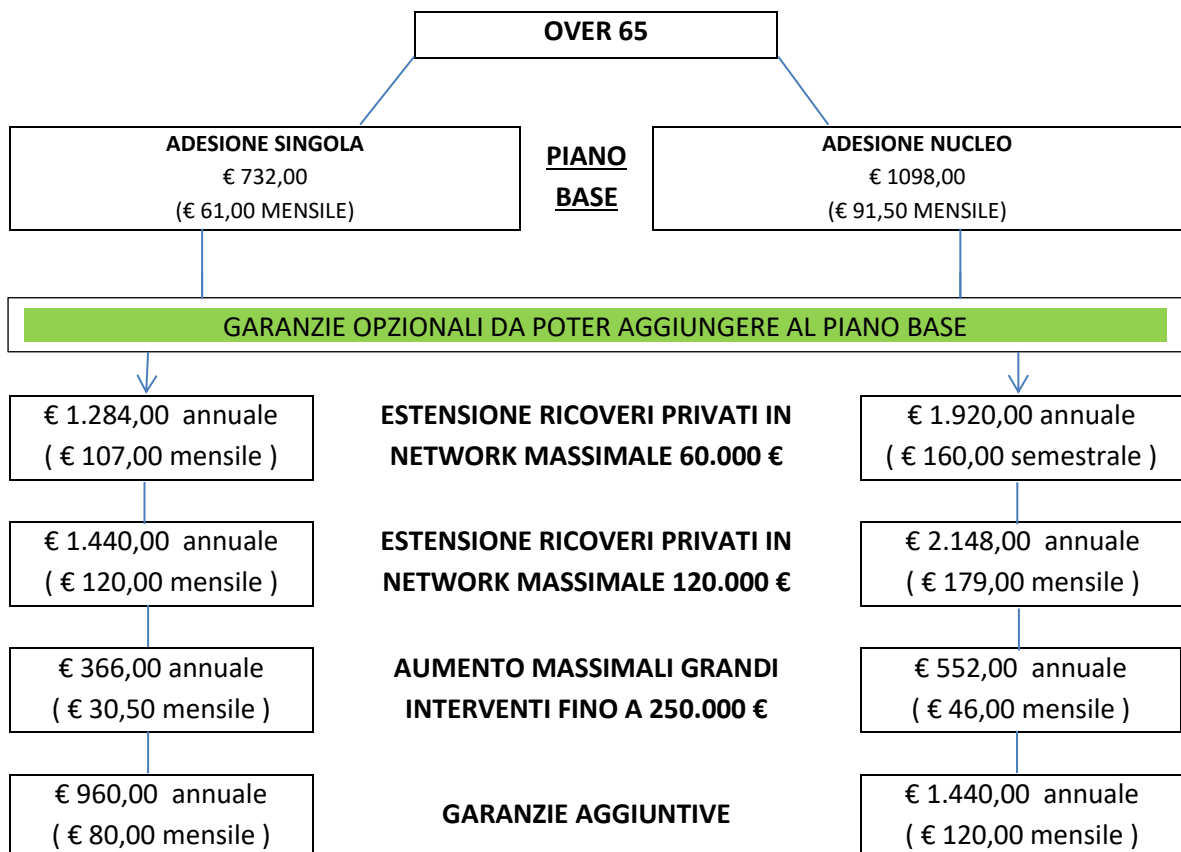 OVER 65
ADESIONE SINGOLA
€ 732,00
(€ 61,00 MENSILE)
PIANO
BASE
ADESIONE NUCLEO
€ 1098,00
(€ 91,50 MENSILE)
GARANZIE OPZIONALI DA POTER AGGIUNGERE AL PIANO BASE
€ 1.284,00 annuale
( € 107,00 mensile )
ESTENSIONE RICOVERI PRIVATI IN
NETWORK MASSIMALE 60.000 €
€ 1.920,00 annuale
( € 160,00 semestrale )
€ 1.440,00 annuale
( € 120,00 mensile )
ESTENSIONE RICOVERI PRIVATI IN
NETWORK MASSIMALE 120.000 €
€ 2.148,00 annuale
( € 179,00 mensile )
€ 366,00 annuale
( € 30,50 mensile )
AUMENTO MASSIMALI GRANDI
INTERVENTI FINO A 250.000 €
€ 552,00 annuale
( € 46,00 mensile )
€ 960,00 annuale
( € 80,00 mensile )
GARANZIE AGGIUNTIVE
€ 1.440,00 annuale
( € 120,00 mensile )